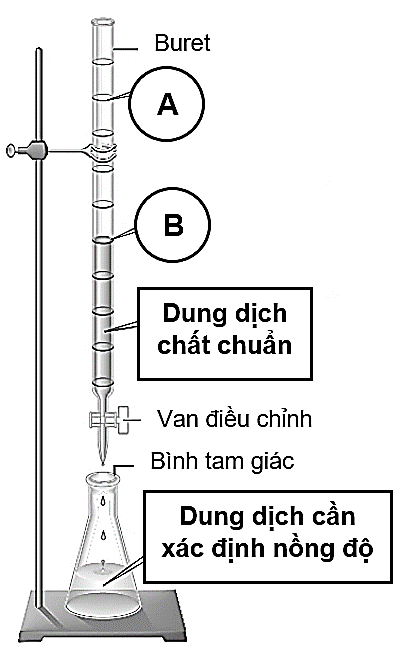 Buret
A
B
Dung dịch
chất chuẩn
Van điều chỉnh
Bình tam giác
Dung dịch cần
xác định nồng độ